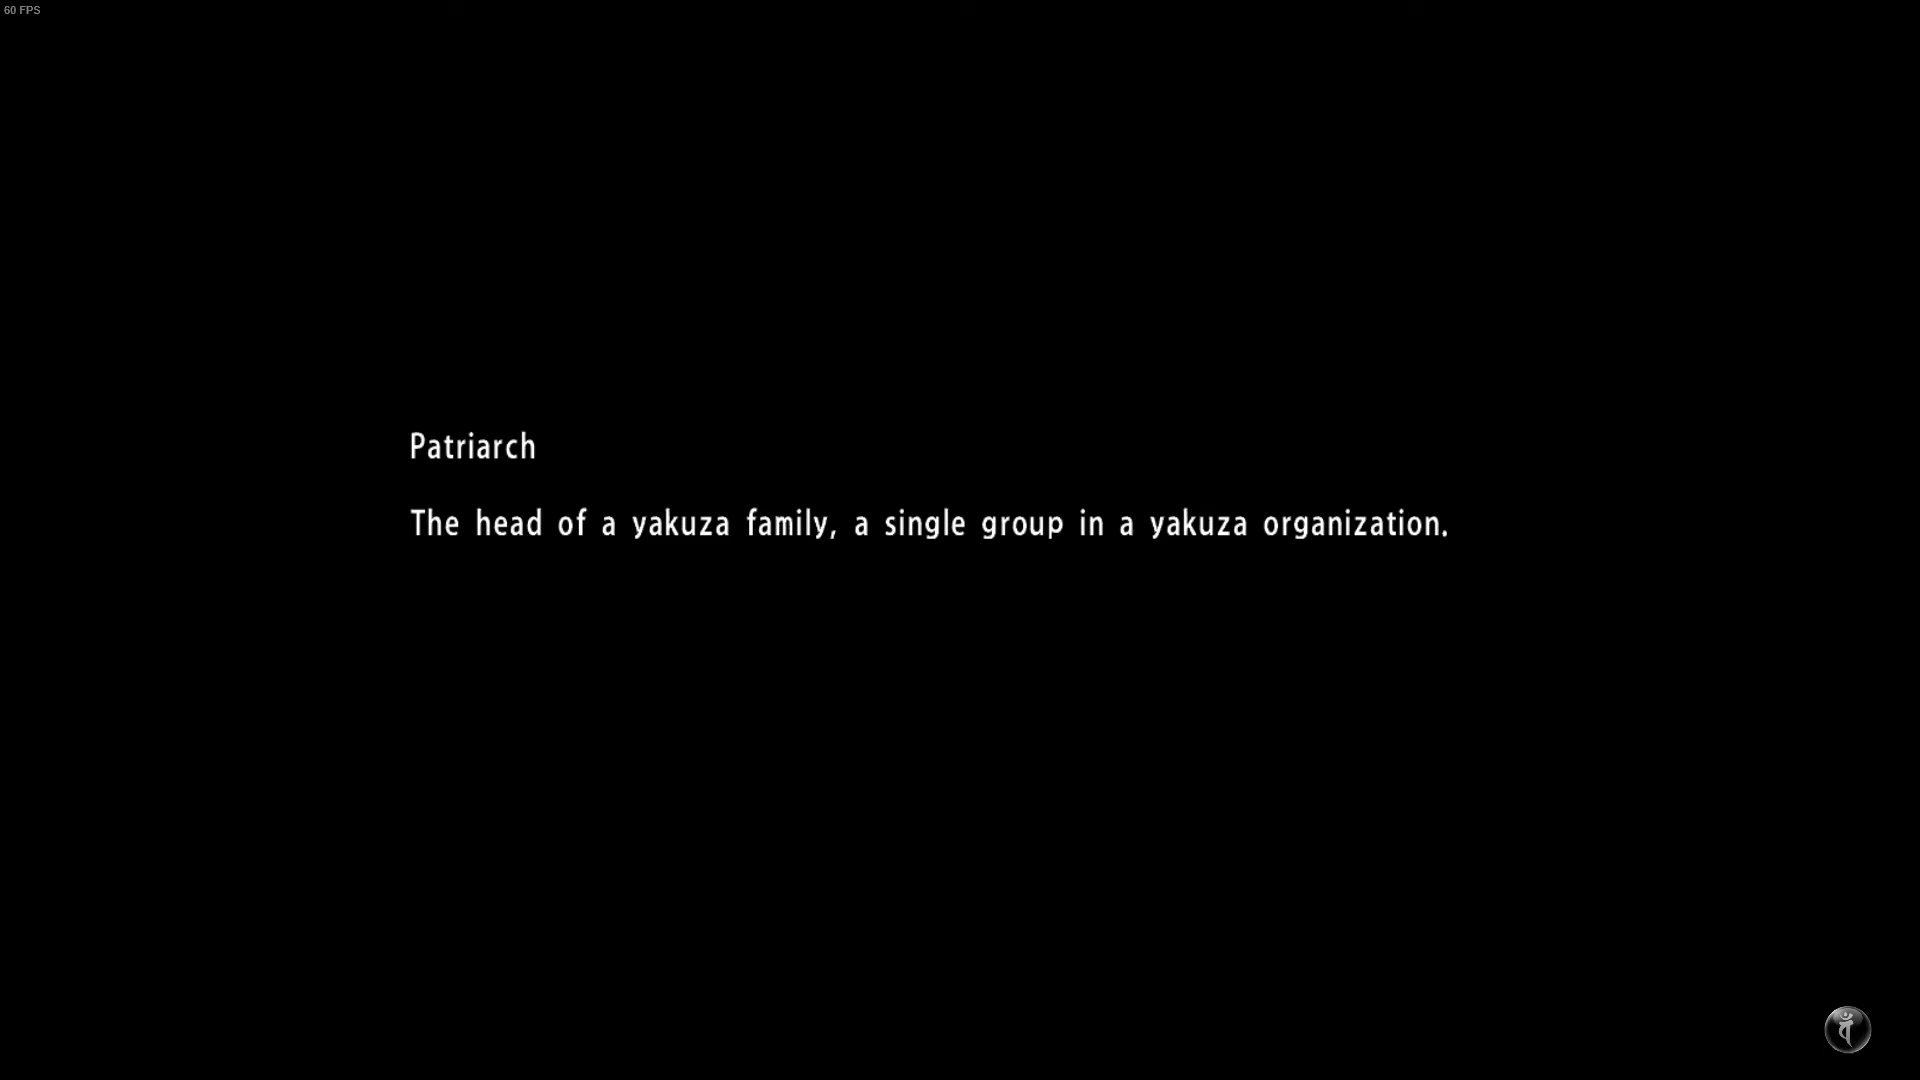 60 FPS
Patriarch
The head of a yakuza family, a single group in a yakuza organization.